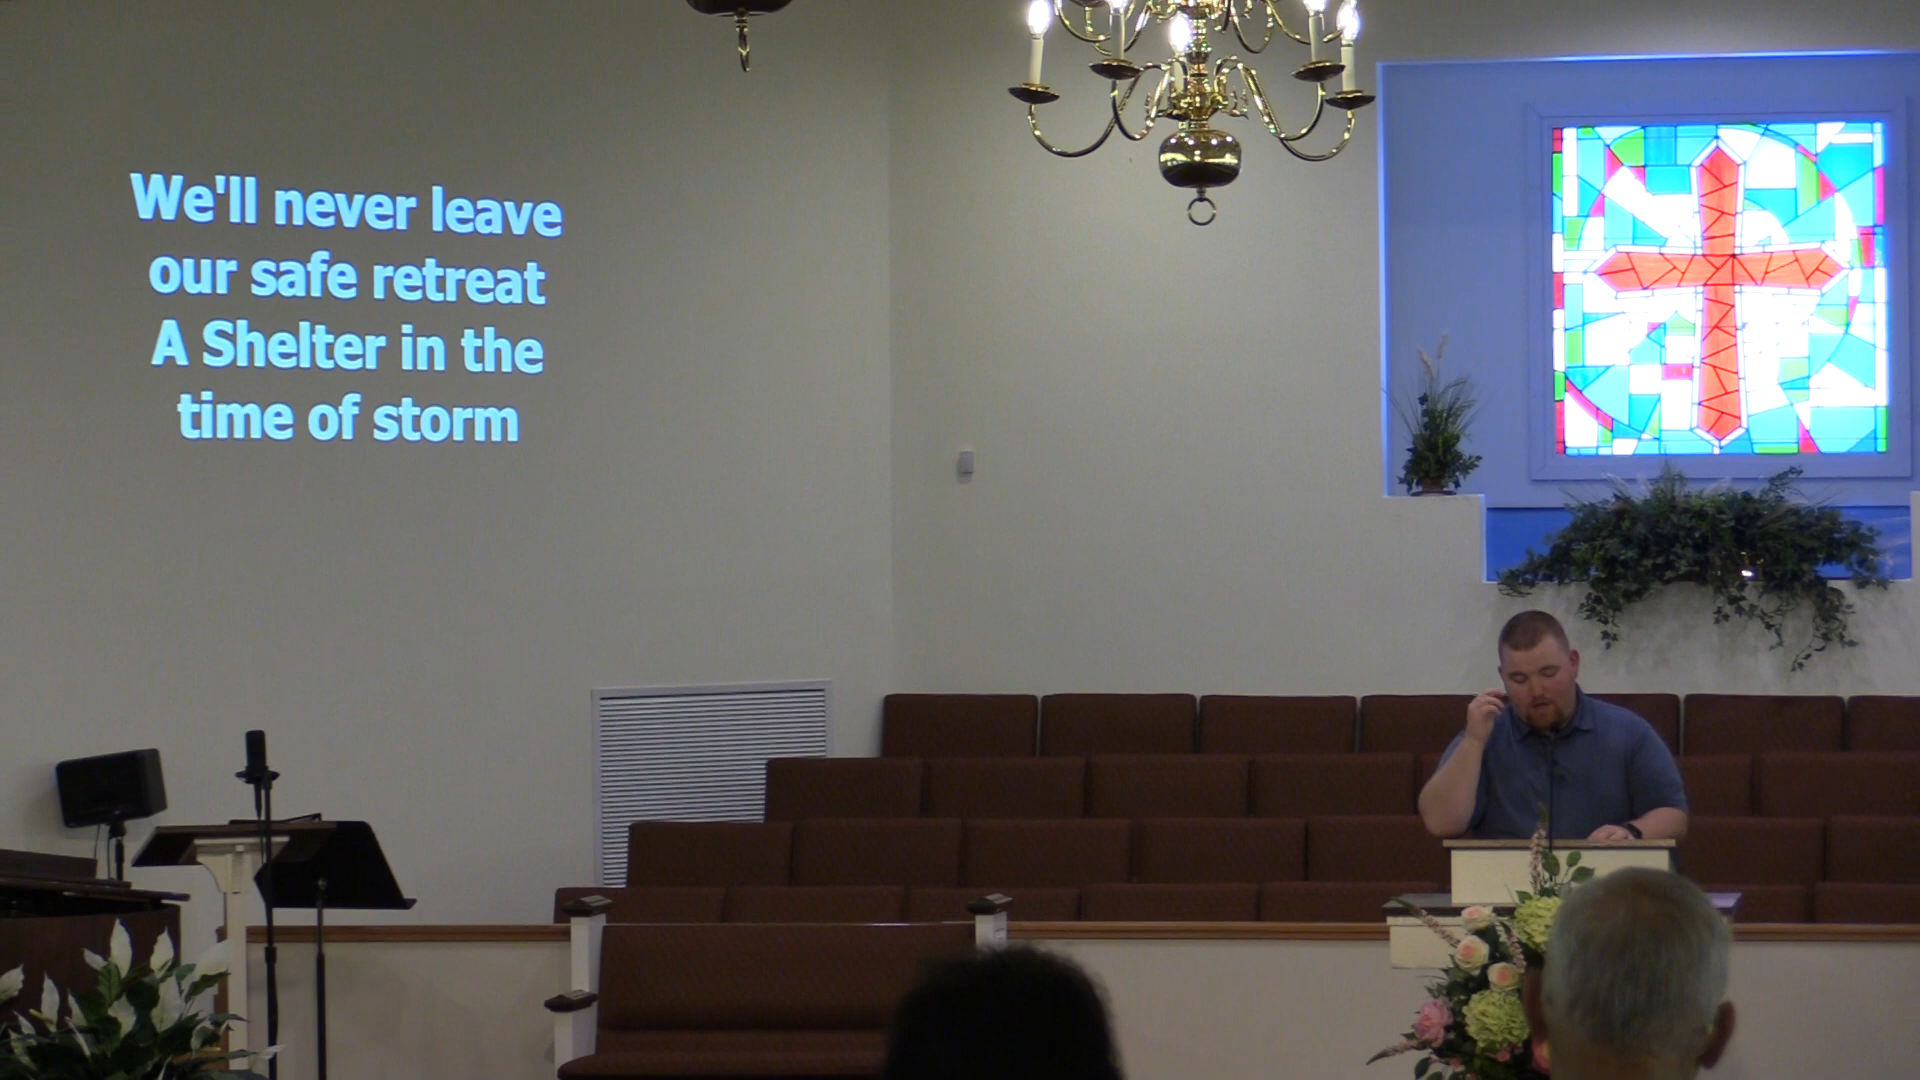 We'll never leave
our safe retreat
A Shelter in the
time of storm